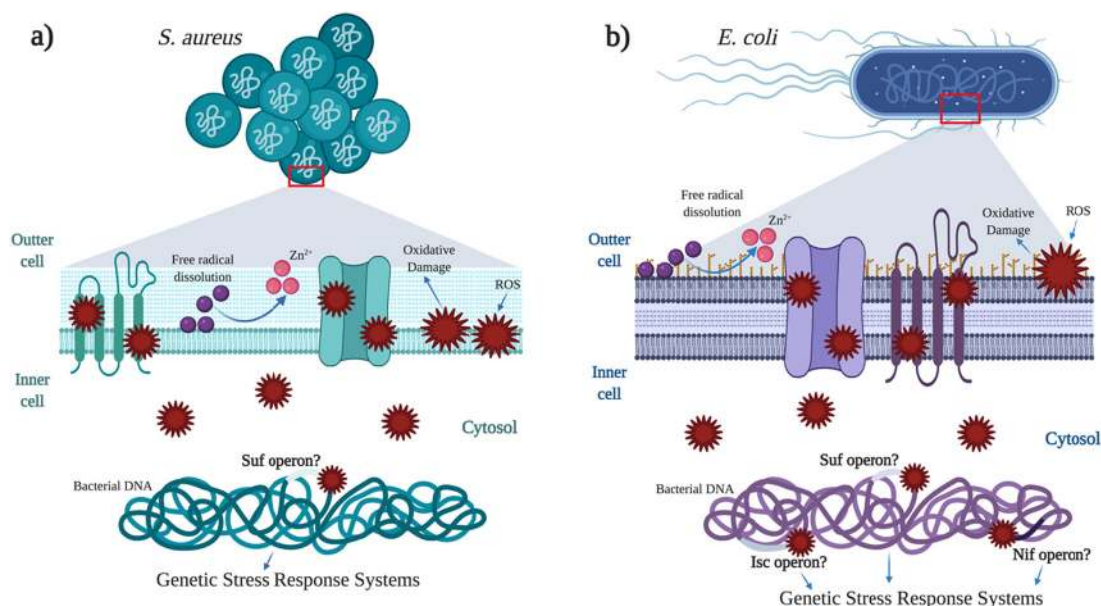 a)
S. aureus
Outter
cell
Free radical
dissolution
Zn²⁺
Oxidative
Damage
ROS
Inner
cell
Cytosol
Suf operon?
Bacterial DNA
Genetic Stress Response Systems
b)
E. coli
Outter
cell
Free radical
dissolution
Zn²⁺
Oxidative
Damage
ROS
Inner
cell
Cytosol
Suf operon?
Bacterial DNA
Isc operon?
Nif operon?
Genetic Stress Response Systems